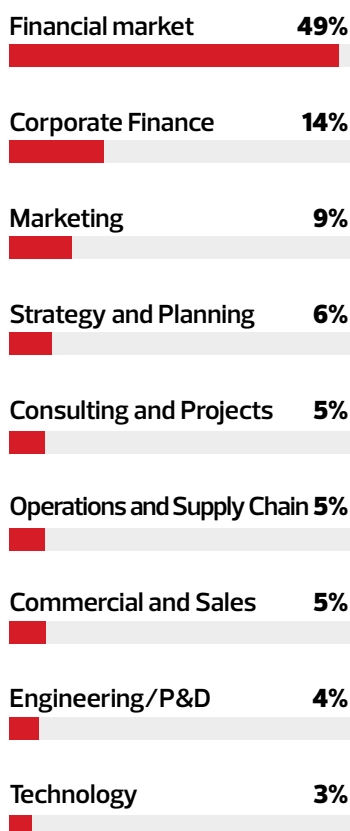 Financial market 49%
Corporate Finance 14%
Marketing 9%
Strategy and Planning 6%
Consulting and Projects 5%
Operations and Supply Chain 5%
Commercial and Sales 5%
Engineering/P&D 4%
Technology 3%